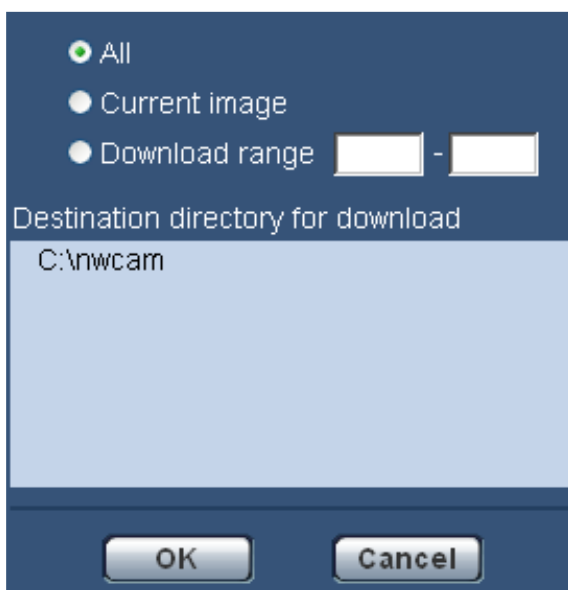 All
Current image
Download range -
Destination directory for download
C:\nwcam
OK Cancel